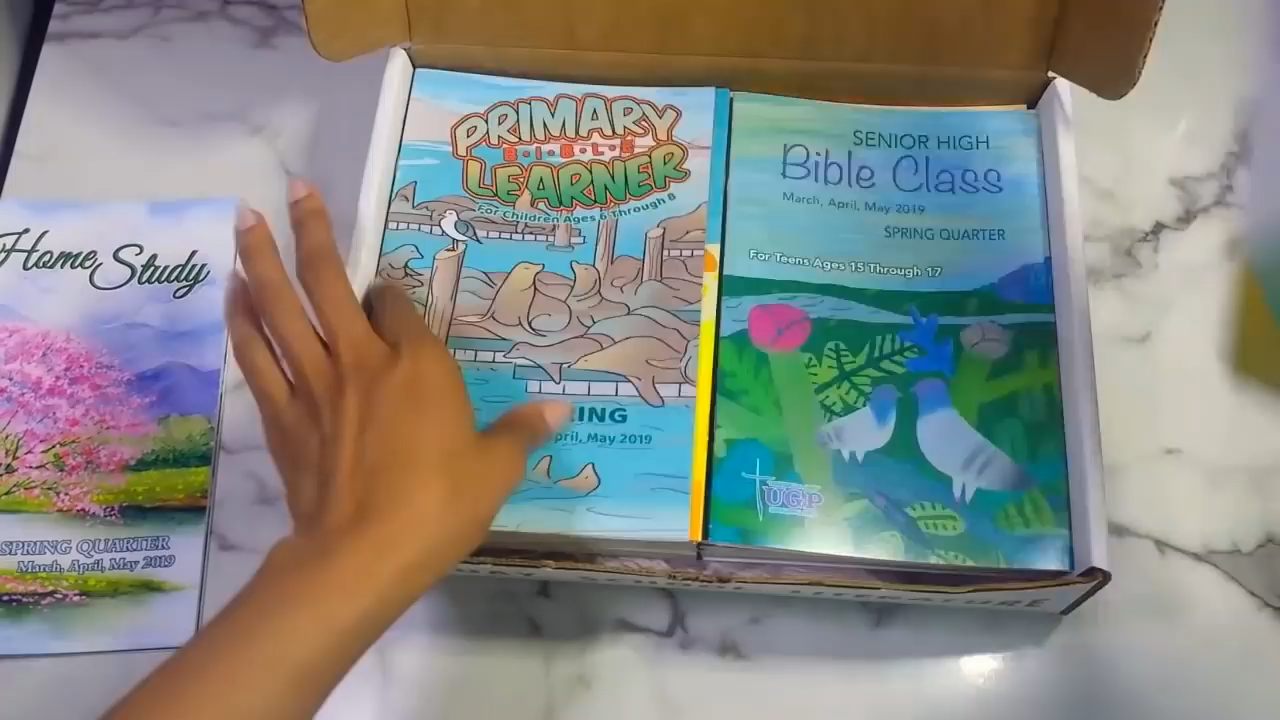 Home Study
SPRING QUARTER
March, April, May 2019
PRIMARY
BIBLE
LEARNER
For Children Ages 6 Through 8
April, May 2019
SENIOR HIGH
Bible Class
March, April, May 2019
SPRING QUARTER
For Teens Ages 15 Through 17
UGP
LITERATURE